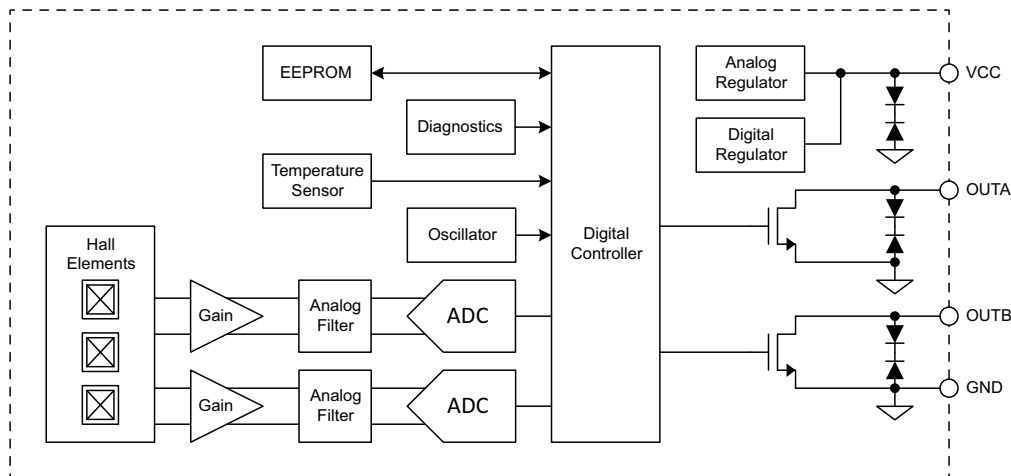 EEPROM
Analog
Regulator
VCC
Diagnostics
Digital
Regulator
Temperature
Sensor
OUTA
Oscillator
Digital
Controller
Hall
Elements
Gain
Analog
Filter
ADC
OUTB
Gain
Analog
Filter
ADC
GND